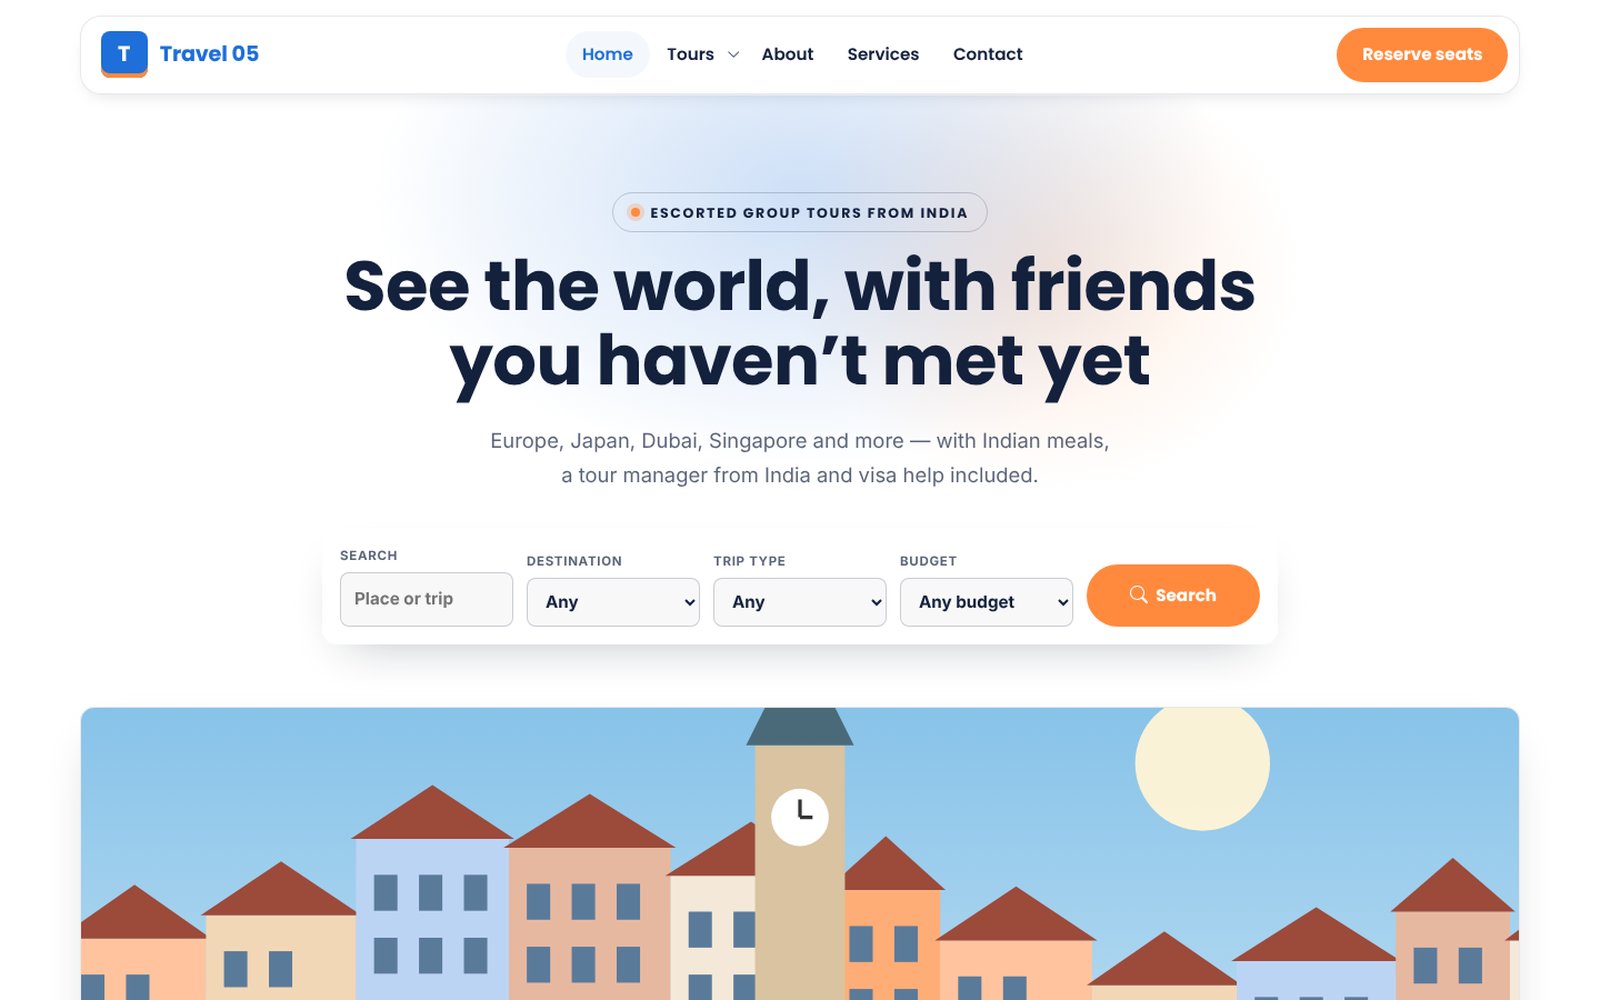 T
Travel 05
Home
Tours
About
Services
Contact
Reserve seats
ESCORTED GROUP TOURS FROM INDIA
See the world, with friends
you haven’t met yet
Europe, Japan, Dubai, Singapore and more — with Indian meals,
a tour manager from India and visa help included.
SEARCH
Place or trip
DESTINATION
Any
TRIP TYPE
Any
BUDGET
Any budget
Search